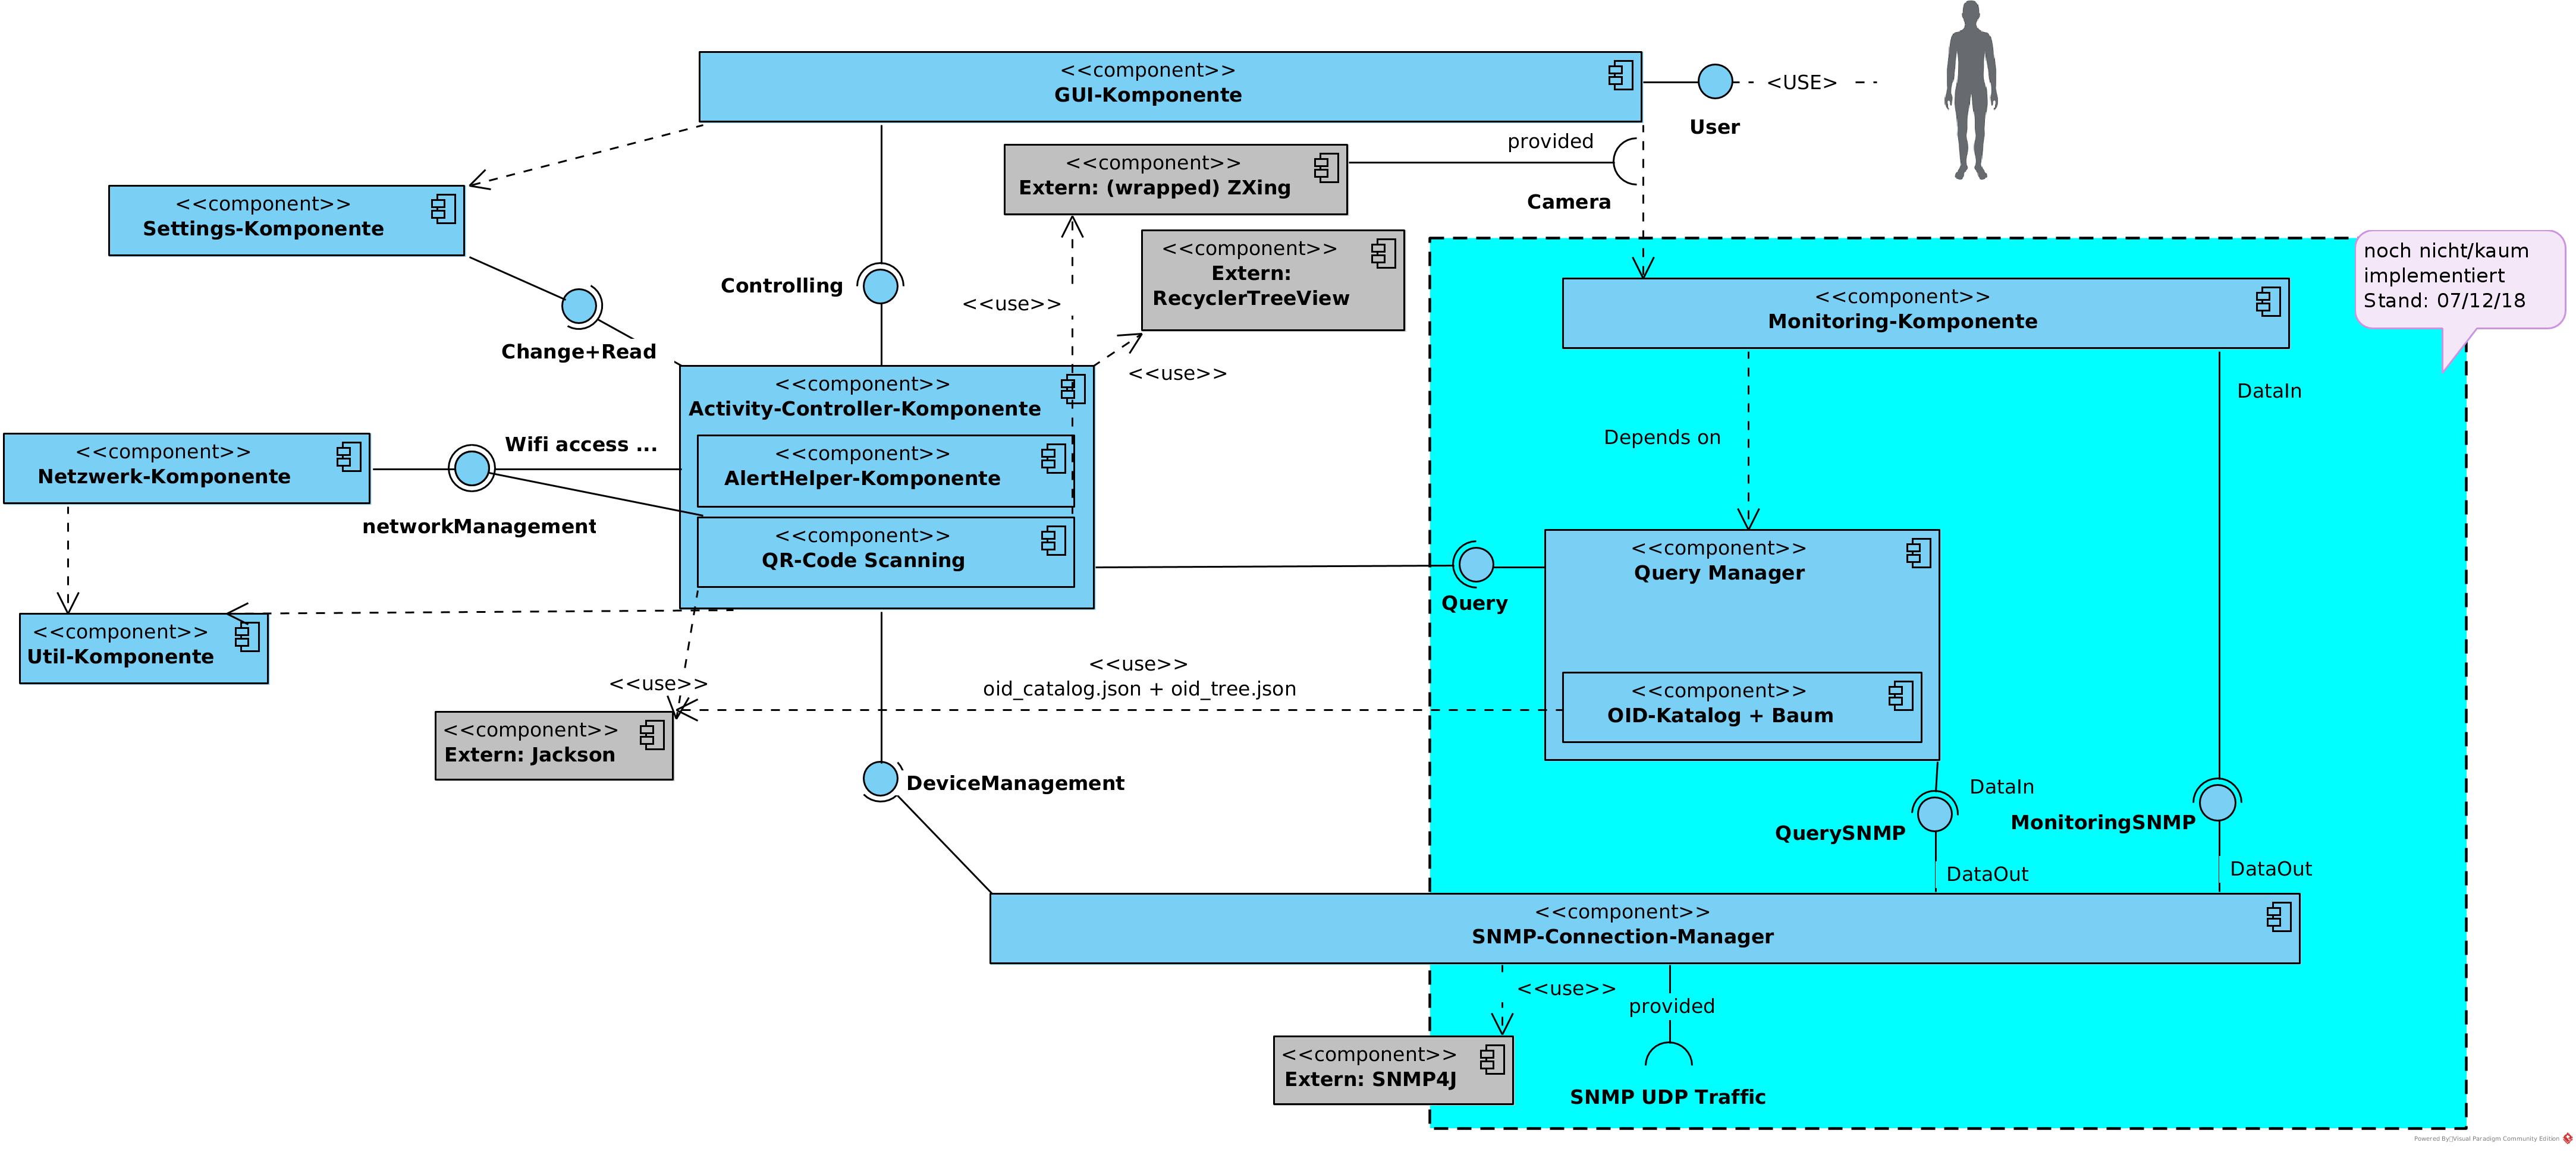 <<component>>
GUI-Komponente
<USE>
User
provided
<<component>>
Extern: (wrapped) ZXing
Camera
<<component>>
Settings-Komponente
<<component>>
Extern:
RecyclerTreeView
noch nicht/kaum
implementiert
Stand: 07/12/18
Controlling
<<use>>
<<component>>
Monitoring-Komponente
Change+Read
<<use>>
<<component>>
Activity-Controller-Komponente
DataIn
Wifi access ...
Depends on
<<component>>
Netzwerk-Komponente
<<component>>
AlertHelper-Komponente
networkManagement
<<component>>
QR-Code Scanning
<<component>>
Query Manager
Query
<<component>>
Util-Komponente
<<use>>
<<use>>
oid_catalog.json + oid_tree.json
<<component>>
OID-Katalog + Baum
<<component>>
Extern: Jackson
DeviceManagement
DataIn
QuerySNMP
MonitoringSNMP
DataOut
DataOut
<<component>>
SNMP-Connection-Manager
<<use>>
provided
<<component>>
Extern: SNMP4J
SNMP UDP Traffic
Powered By Visual Paradigm Community Edition